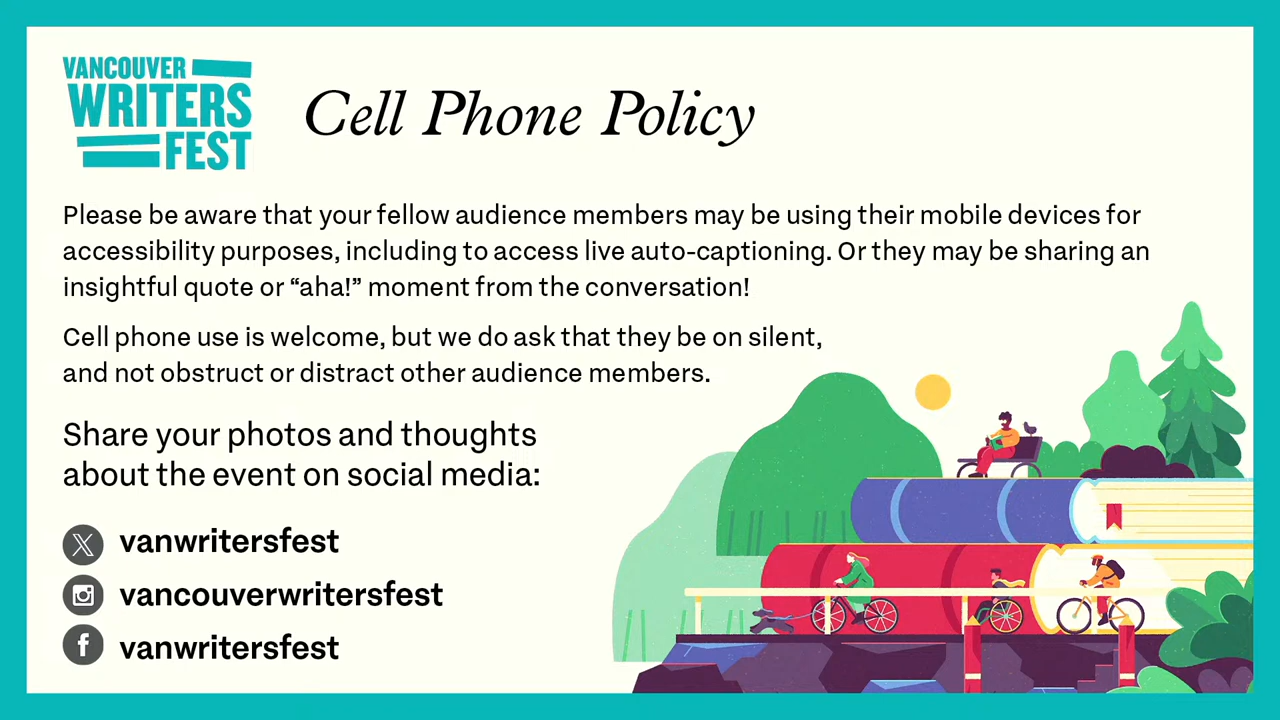 VANCOUVER
WRITERS
FEST
Cell Phone Policy
Please be aware that your fellow audience members may be using their mobile devices for
accessibility purposes, including to access live auto-captioning. Or they may be sharing an
insightful quote or “aha!” moment from the conversation!
Cell phone use is welcome, but we do ask that they be on silent,
and not obstruct or distract other audience members.
Share your photos and thoughts
about the event on social media:
vanwritersfest
vancouverwritersfest
vanwritersfest